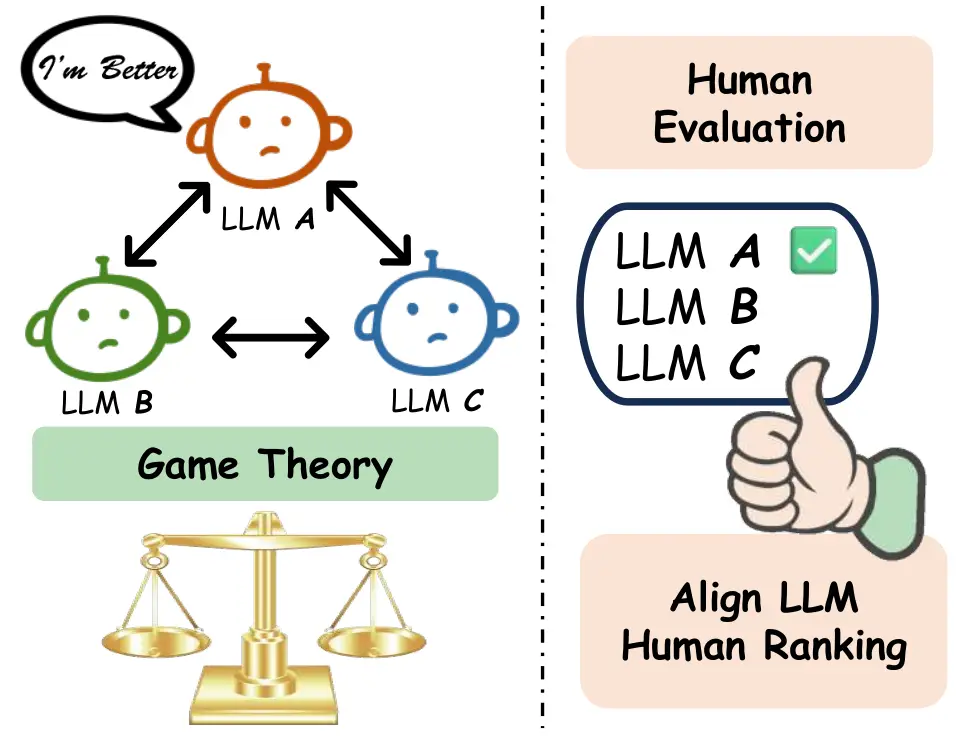 I'm Better
LLM A
LLM B
LLM C
Game Theory
Human
Evaluation
LLM A
LLM B
LLM C
Align LLM
Human Ranking